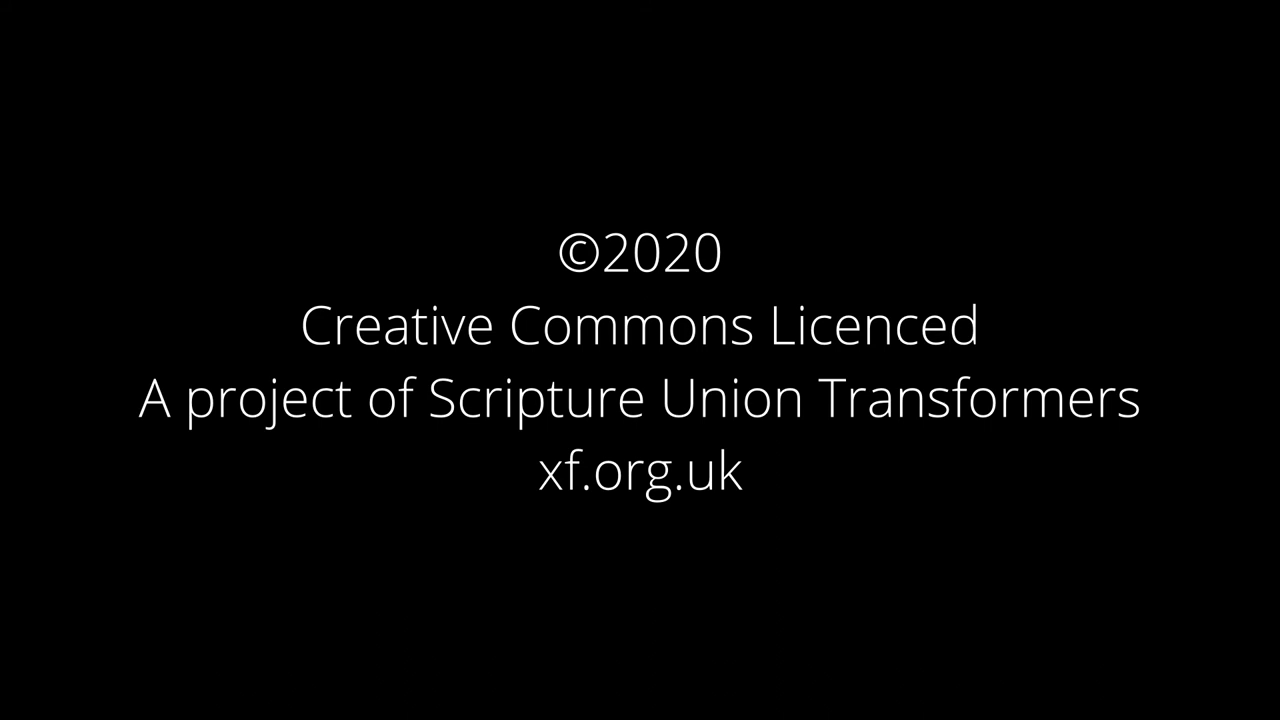 ©2020
Creative Commons Licenced
A project of Scripture Union Transformers
xf.org.uk